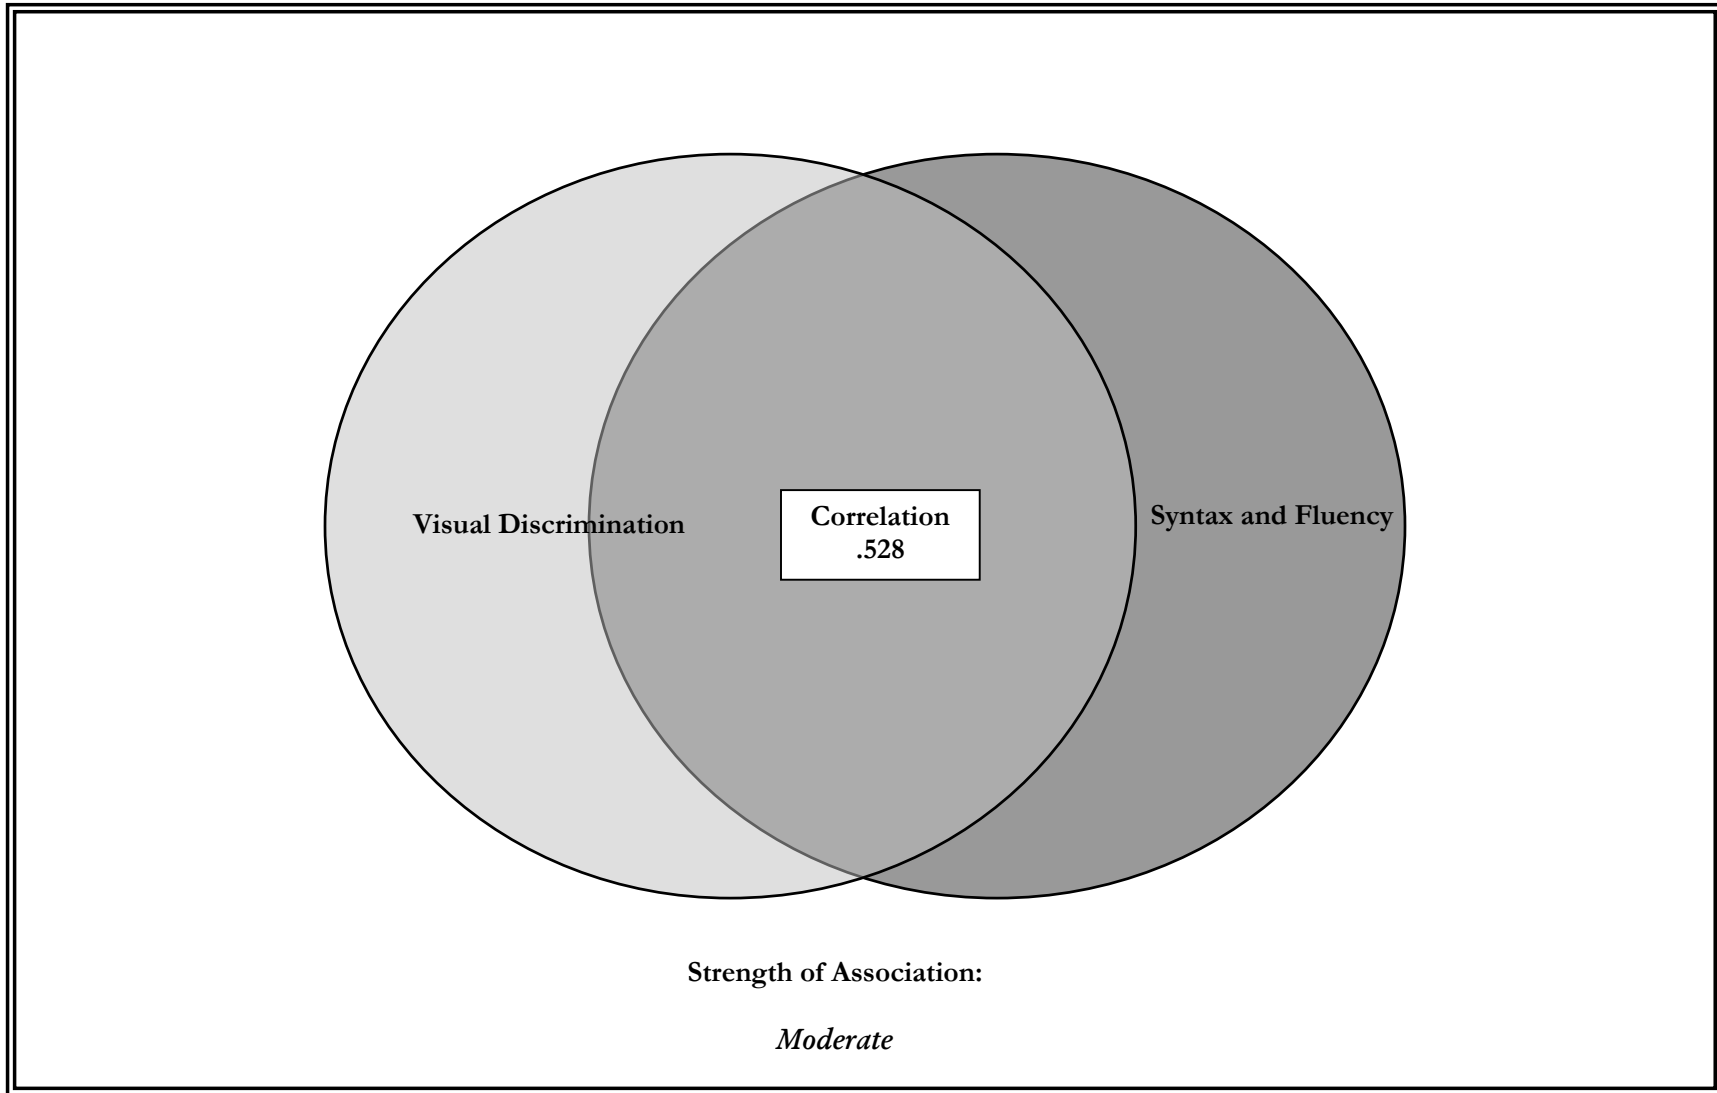 Visual Discrimination
Correlation
.528
Syntax and Fluency
Strength of Association:
Moderate